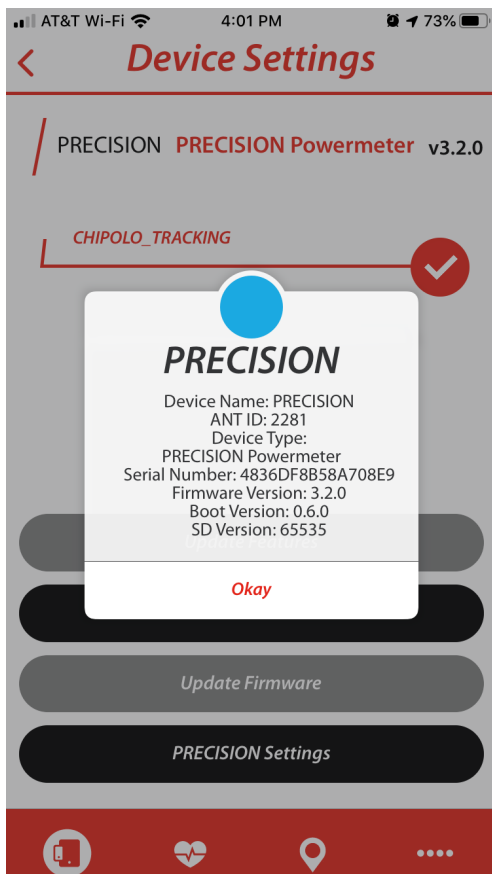 AT&T Wi-Fi 4:01 PM 73%
Device Settings
PRECISION PRECISION Powermeter v3.2.0
CHIPOLO_TRACKING
PRECISION
Device Name: PRECISION
ANT ID: 2281
Device Type:
PRECISION Powermeter
Serial Number: 4836DF8B58A708E9
Firmware Version: 3.2.0
Boot Version: 0.6.0
SD Version: 65535
Update Features
Okay
Update Firmware
PRECISION Settings